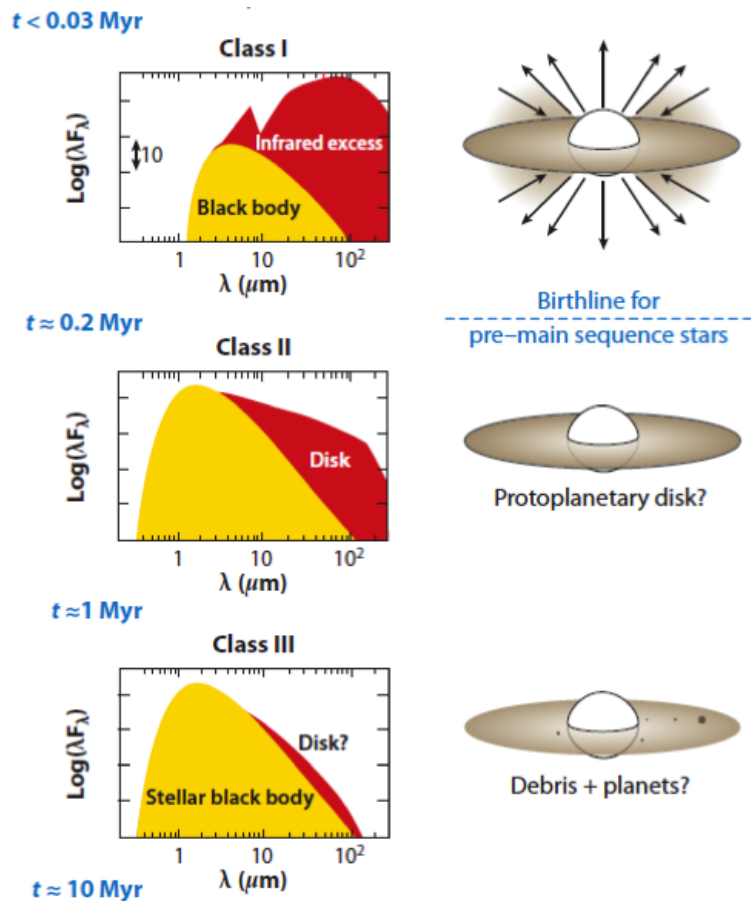 t < 0.03 Myr
Class I
Log(λFλ)
10
Infrared excess
Black body
1 10 10²
λ (μm)
t ≈ 0.2 Myr
Birthline for
pre–main sequence stars
Class II
Log(λFλ)
Disk
1 10 10²
λ (μm)
Protoplanetary disk?
t ≈1 Myr
Class III
Log(λFλ)
Disk?
Stellar black body
1 10 10²
λ (μm)
Debris + planets?
t ≈ 10 Myr